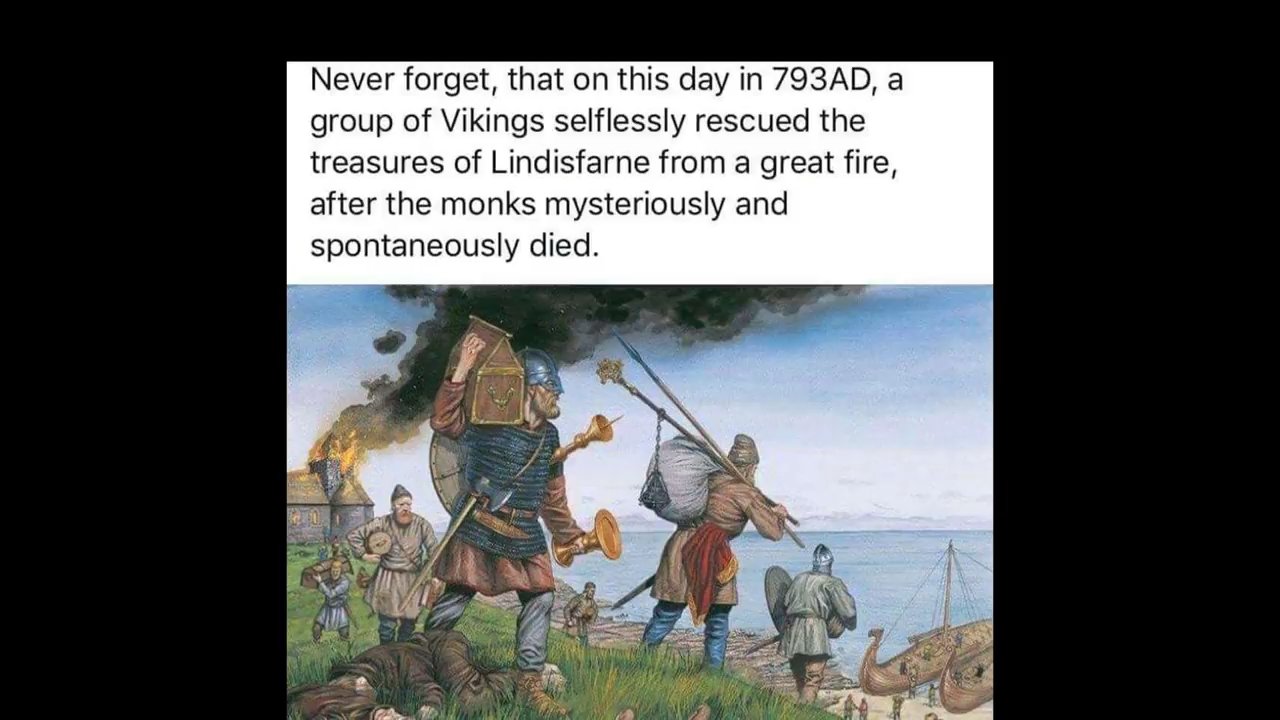 Never forget, that on this day in 793AD, a
group of Vikings selflessly rescued the
treasures of Lindisfarne from a great fire,
after the monks mysteriously and
spontaneously died.